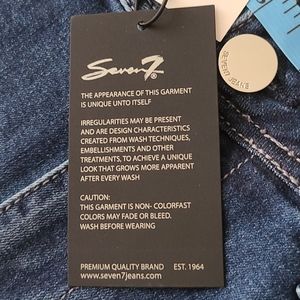 Seven7®
SEVEN7 JEANS
THE APPEARANCE OF THIS GARMENT
IS UNIQUE UNTO ITSELF
IRREGULARITIES MAY BE PRESENT
AND ARE DESIGN CHARACTERISTICS
CREATED FROM WASH TECHNIQUES,
EMBELLISHMENTS AND OTHER
TREATMENTS, TO ACHIEVE A UNIQUE
LOOK THAT GROWS MORE APPARENT
AFTER EVERY WASH
CAUTION:
THIS GARMENT IS NON- COLORFAST
COLORS MAY FADE OR BLEED.
WASH BEFORE WEARING
PREMIUM QUALITY BRAND EST. 1964
www.seven7jeans.com